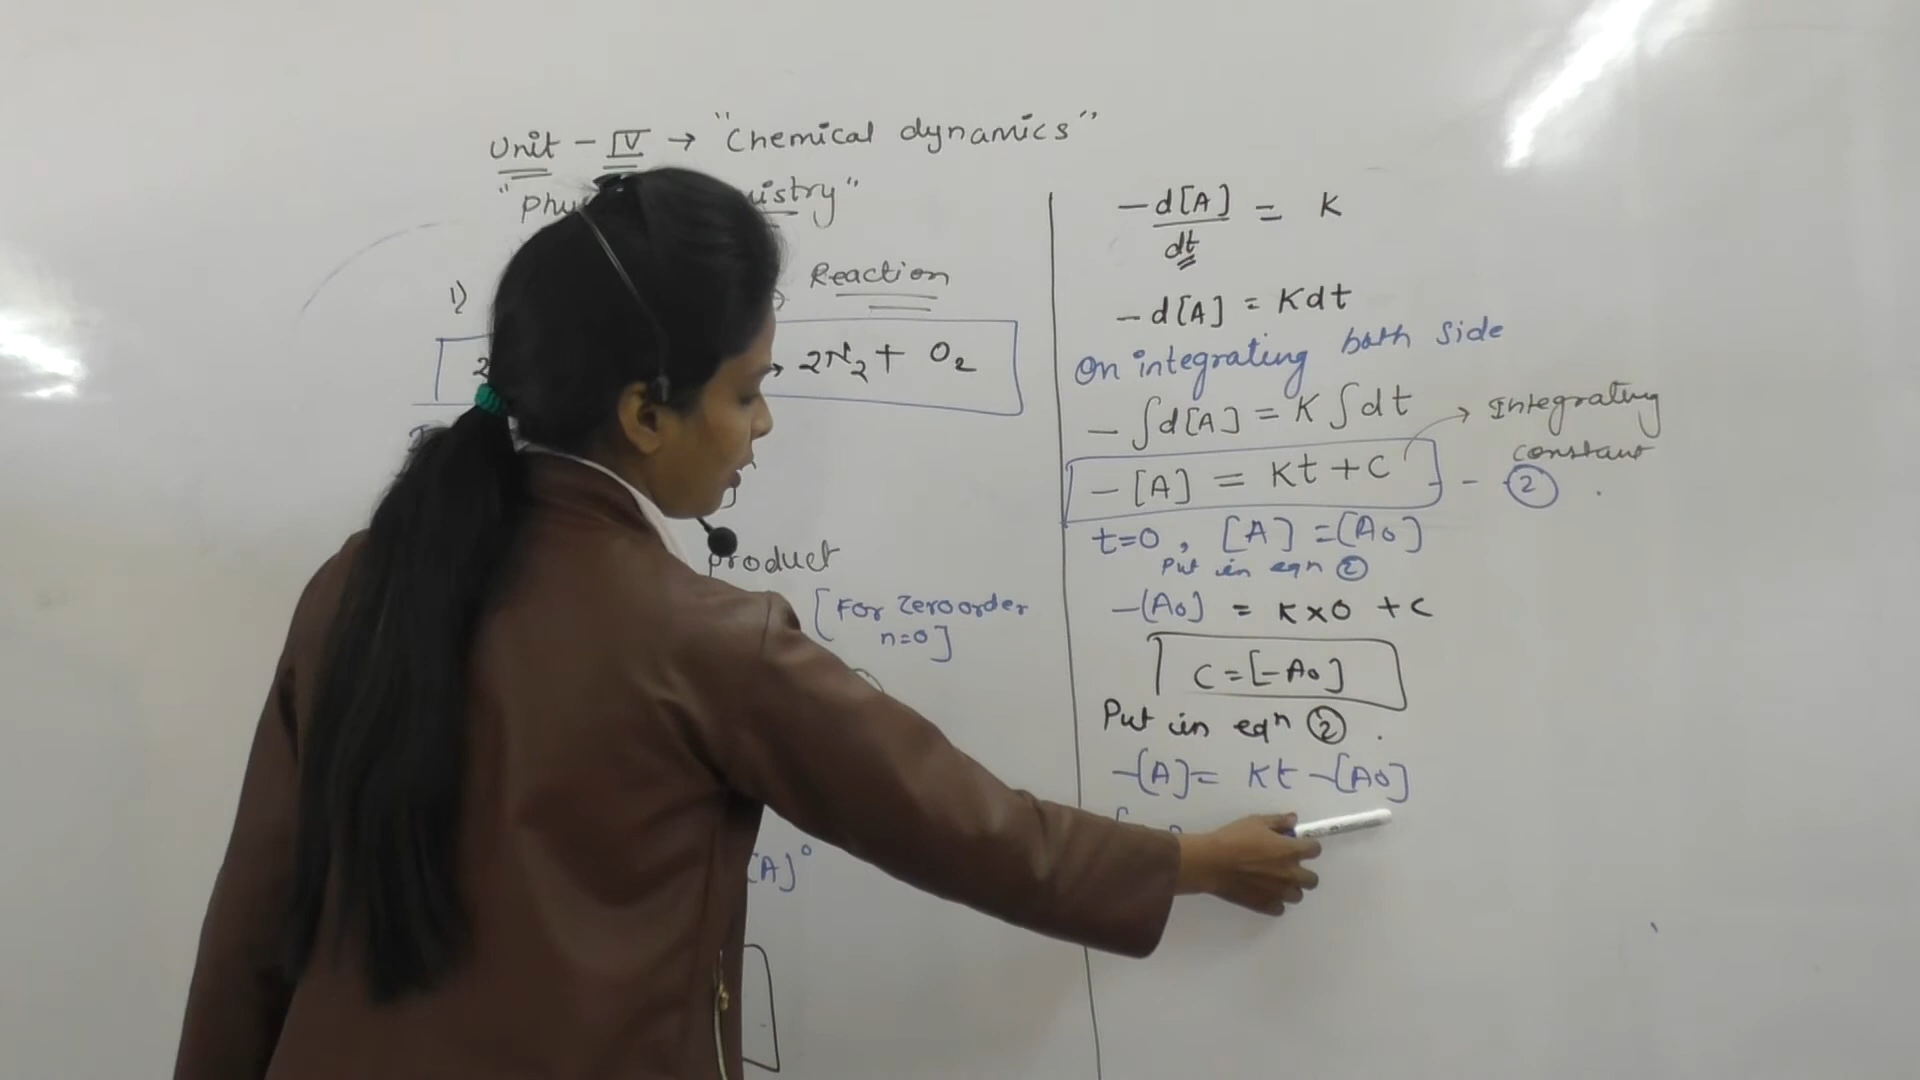 Unit - IV → "Chemical dynamics"
1)
Reaction
→ 2N₂ + O₂
product
[For zero order
n=0]
[A]⁰
-d[A]/dt = K
-d[A] = Kdt
On integrating both side
- ∫d[A] = K ∫dt
→ Integrating
constant
-[A] = Kt + C - ②
t=0, [A] = [A₀]
Put in eqn ②
-[A₀] = K×0 + C
C = [-A₀]
Put in eqⁿ ② .
-[A] = Kt - [A₀]